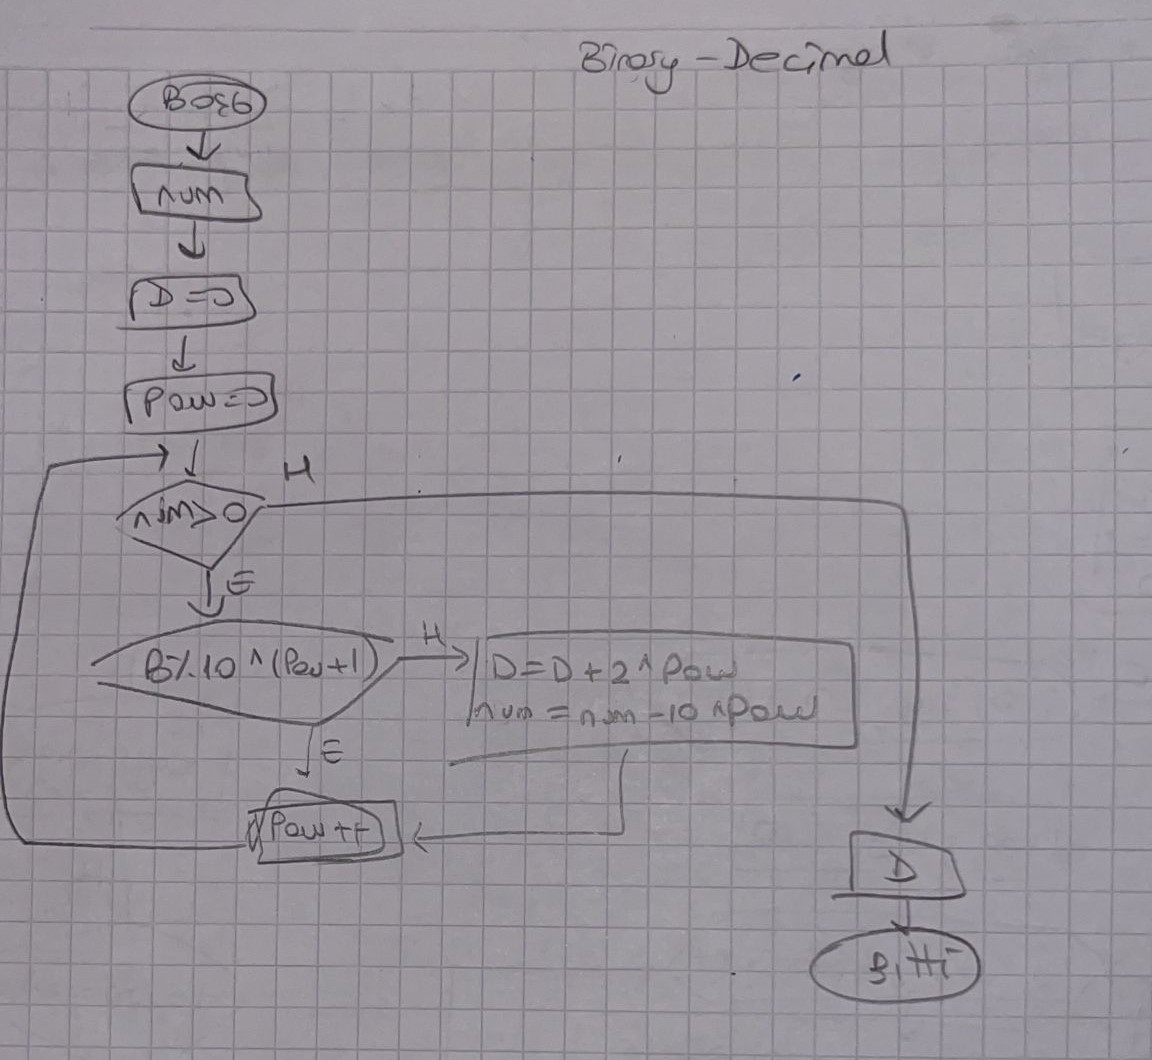 Binary - Decimal
num
D = 0
Pow = 0
H
num > 0
E
B % 10 ^ (Pow + 1)
H
D = D + 2 ^ Pow
num = num - 10 ^ Pow
E
Pow ++
D
Bitti